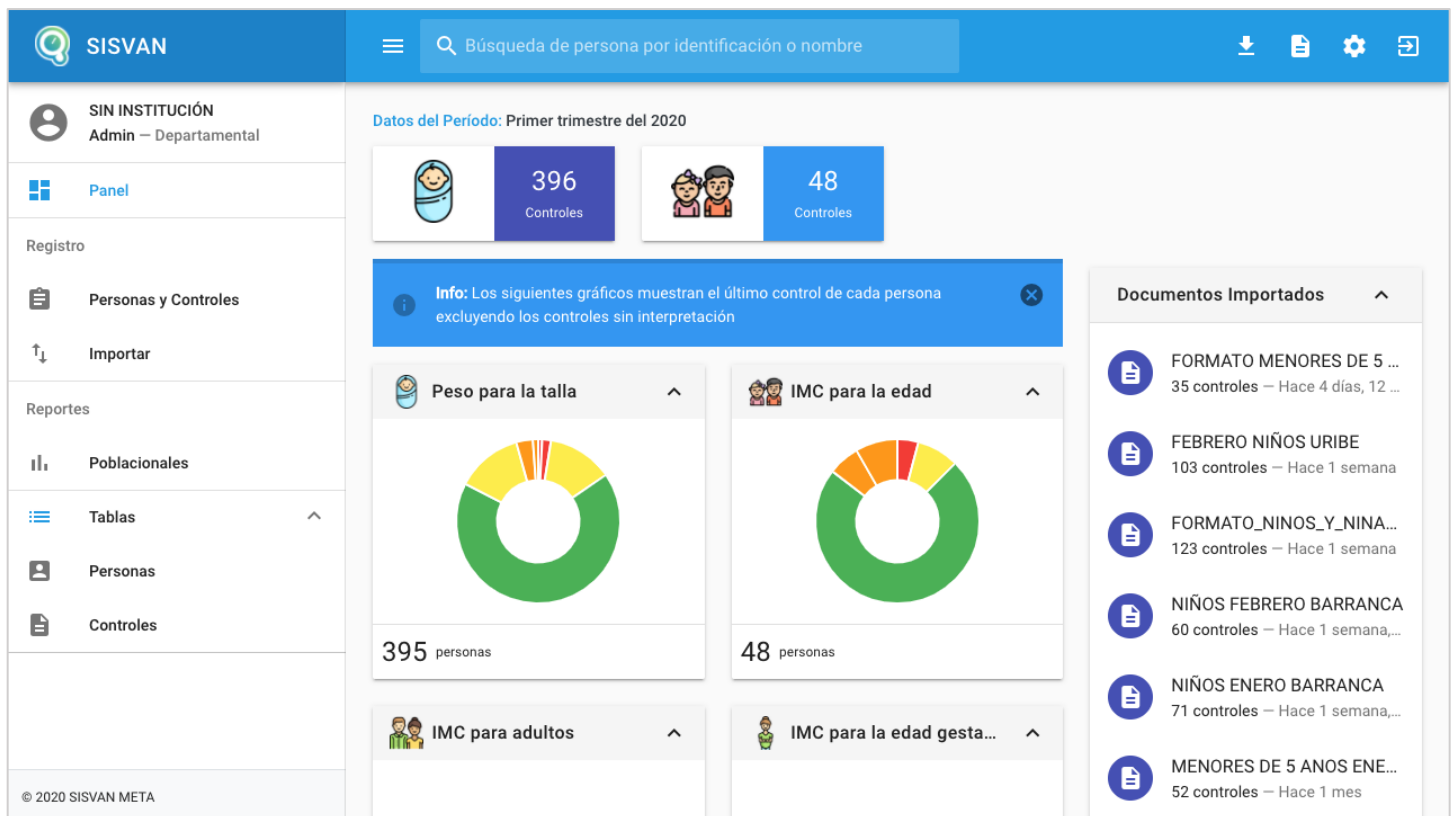 SISVAN
Búsqueda de persona por identificación o nombre
SIN INSTITUCIÓN
Admin — Departamental
Panel
Registro
Personas y Controles
Importar
Reportes
Poblacionales
Tablas
Personas
Controles
© 2020 SISVAN META
Datos del Período: Primer trimestre del 2020
396
Controles
48
Controles
Info: Los siguientes gráficos muestran el último control de cada persona
excluyendo los controles sin interpretación
Peso para la talla
395 personas
IMC para la edad
48 personas
IMC para adultos
IMC para la edad gesta...
Documentos Importados
FORMATO MENORES DE 5 ...
35 controles — Hace 4 días, 12 ...
FEBRERO NIÑOS URIBE
103 controles — Hace 1 semana
FORMATO_NINOS_Y_NINA...
123 controles — Hace 1 semana
NIÑOS FEBRERO BARRANCA
60 controles — Hace 1 semana,...
NIÑOS ENERO BARRANCA
71 controles — Hace 1 semana,...
MENORES DE 5 ANOS ENE...
52 controles — Hace 1 mes